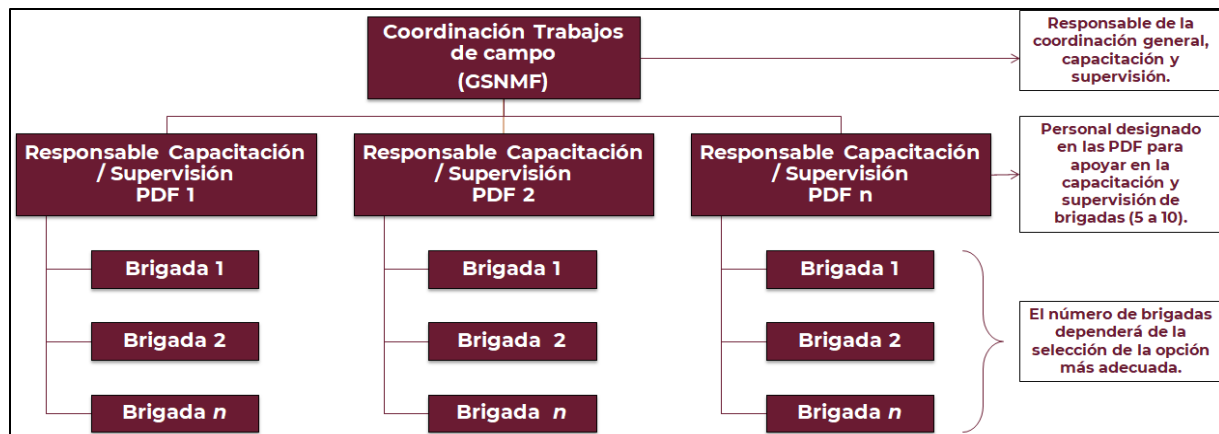 Coordinación Trabajos
de campo
(GSNMF)
Responsable de la
coordinación general,
capacitación y
supervisión.
Responsable Capacitación
/ Supervisión
PDF 1
Responsable Capacitación
/ Supervisión
PDF 2
Responsable Capacitación
/ Supervisión
PDF n
Personal designado
en las PDF para
apoyar en la
capacitación y
supervisión de
brigadas (5 a 10).
Brigada 1
Brigada 2
Brigada n
Brigada 1
Brigada 2
Brigada n
Brigada 1
Brigada 2
Brigada n
El número de brigadas
dependerá de la
selección de la opción
más adecuada.